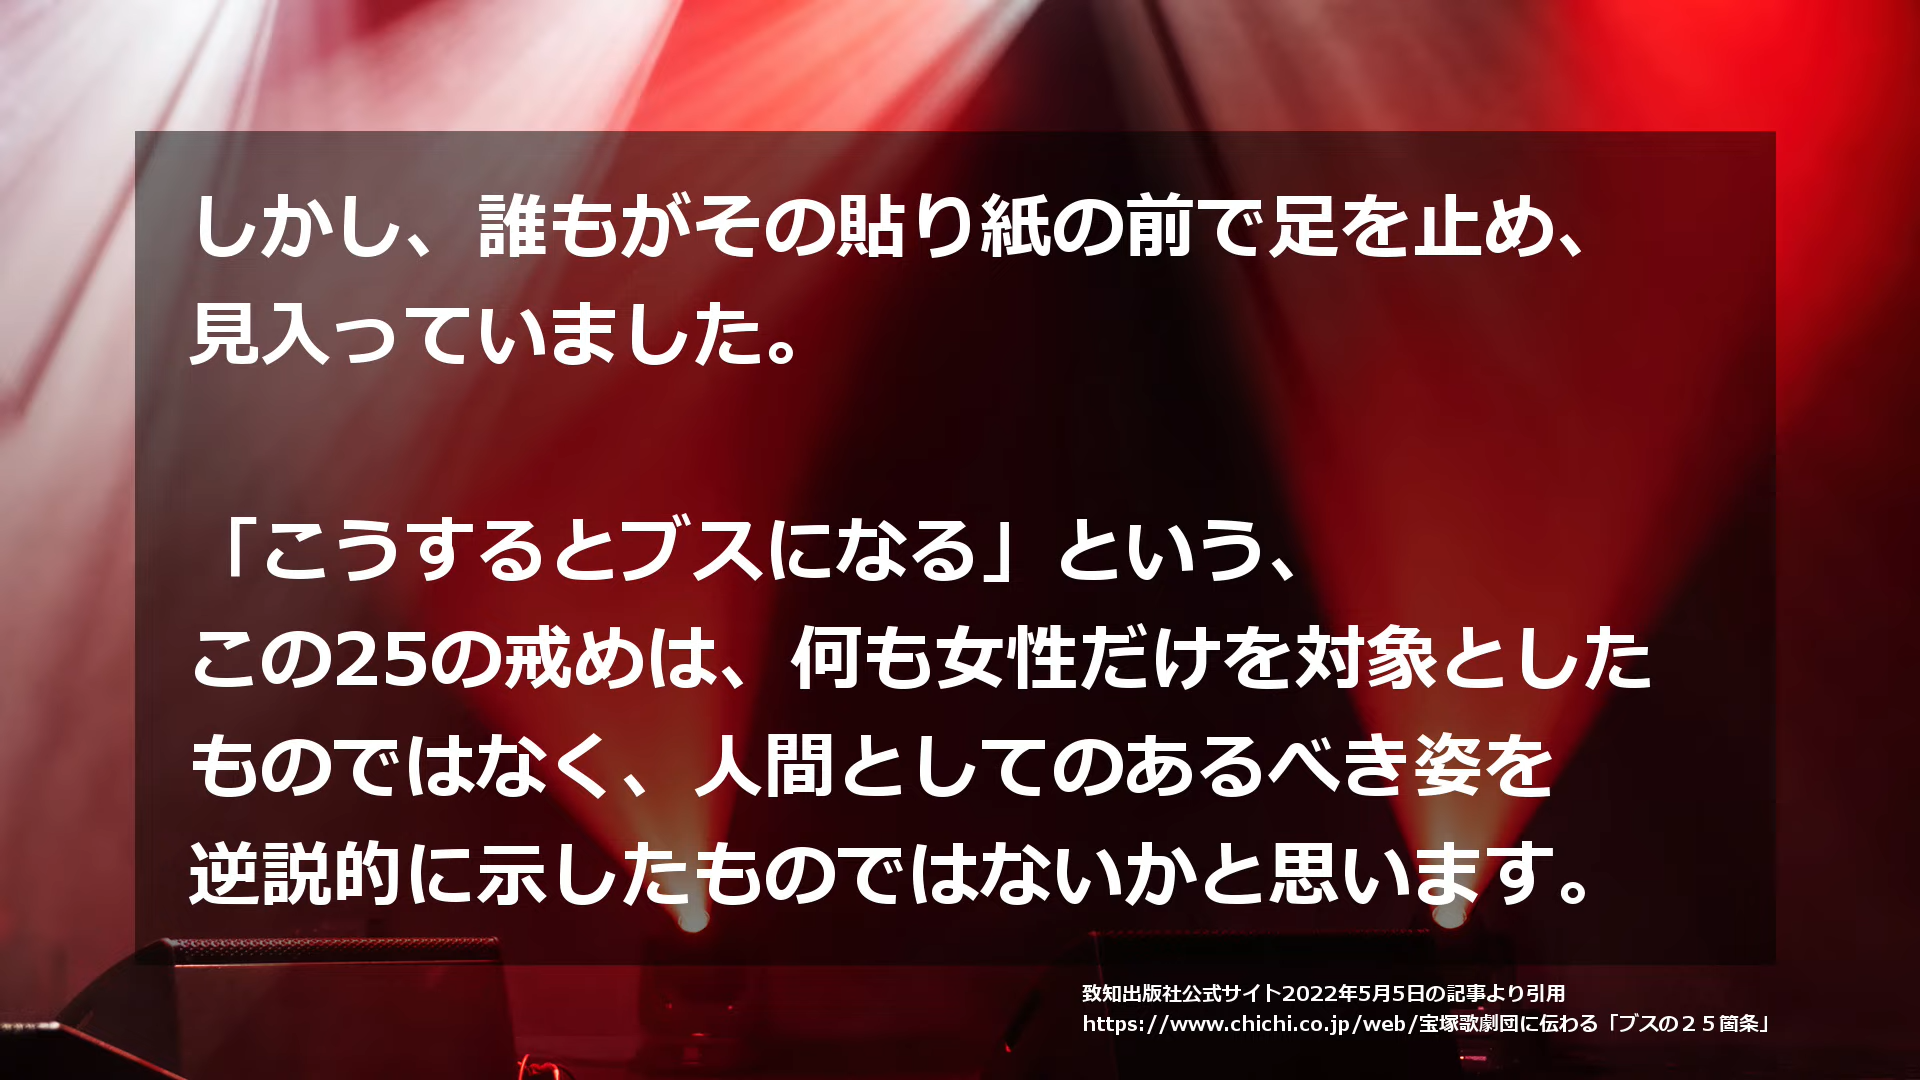 しかし、誰もがその貼り紙の前で足を止め、
見入っていました。
「こうするとブスになる」という、
この25の戒めは、何も女性だけを対象とした
ものではなく、人間としてのあるべき姿を
逆説的に示したものではないかと思います。
致知出版社公式サイト2022年5月5日の記事より引用
https://www.chichi.co.jp/web/宝塚歌劇団に伝わる「ブスの２５箇条」